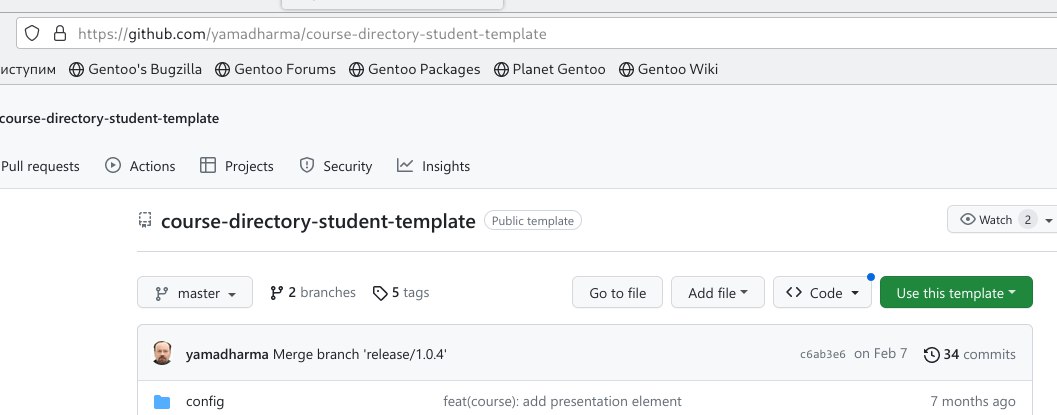 https://github.com/yamadharma/course-directory-student-template
иступим Gentoo's Bugzilla Gentoo Forums Gentoo Packages Planet Gentoo Gentoo Wiki
course-directory-student-template
Pull requests Actions Projects Security Insights
course-directory-student-template Public template Watch 2
master 2 branches 5 tags Go to file Add file Code Use this template
yamadharma Merge branch 'release/1.0.4' c6ab3e6 on Feb 7 34 commits
config feat(course): add presentation element 7 months ago